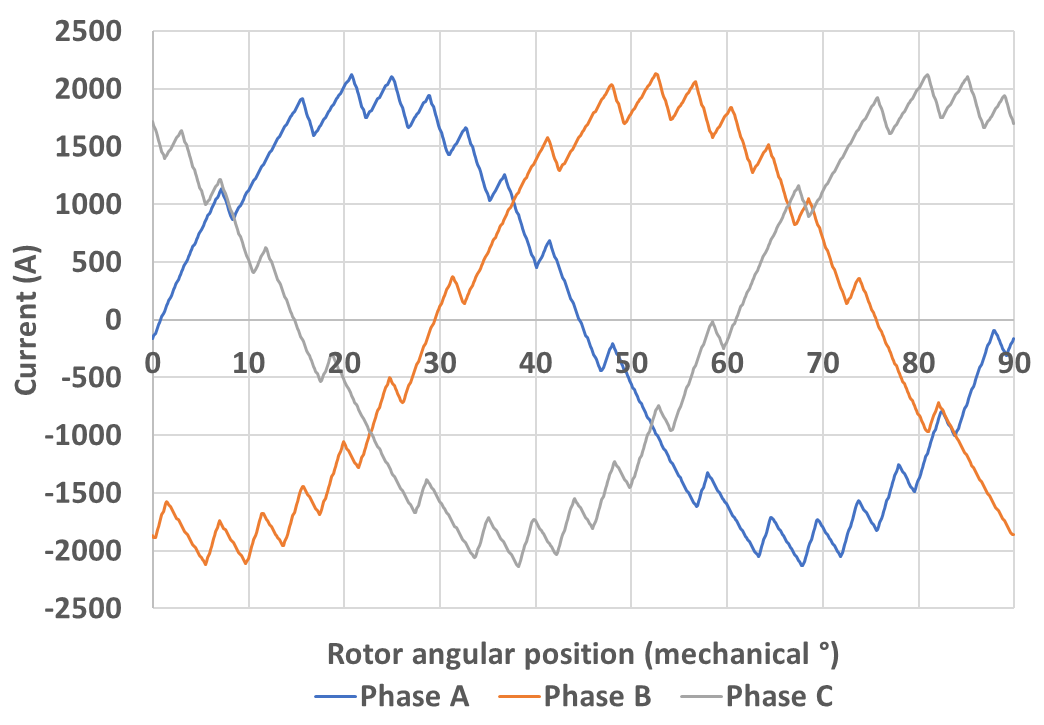 2500
2000
1500
1000
500
0
-500
-1000
-1500
-2000
-2500
Current (A)
0 10 20 30 40 50 60 70 80 90
Rotor angular position (mechanical °)
Phase A Phase B Phase C